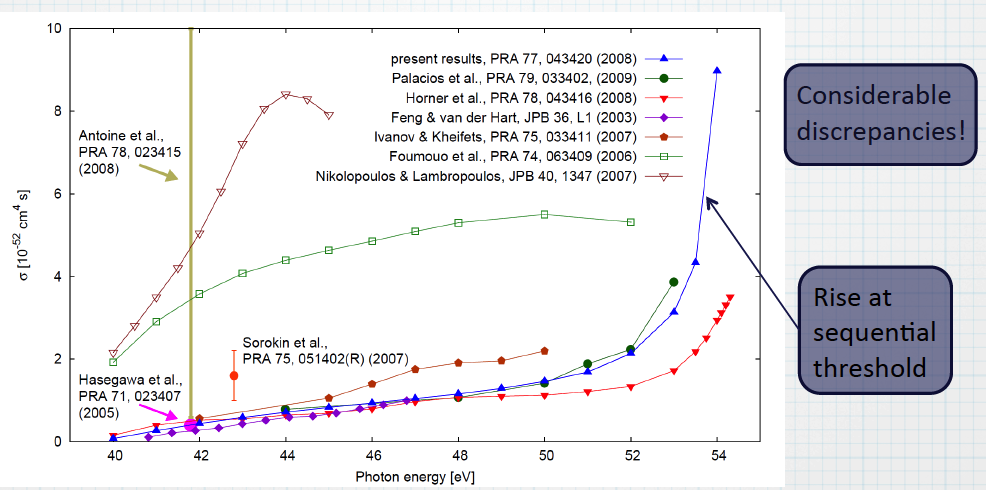 10
8
6
4
2
0
σ [10⁻⁵² cm⁴ s]
40
42
44
46
48
50
52
54
Photon energy [eV]
present results, PRA 77, 043420 (2008)
Palacios et al., PRA 79, 033402, (2009)
Horner et al., PRA 78, 043416 (2008)
Feng & van der Hart, JPB 36, L1 (2003)
Ivanov & Kheifets, PRA 75, 033411 (2007)
Foumouo et al., PRA 74, 063409 (2006)
Nikolopoulos & Lambropoulos, JPB 40, 1347 (2007)
Antoine et al.,
PRA 78, 023415
(2008)
Sorokin et al.,
PRA 75, 051402(R) (2007)
Hasegawa et al.,
PRA 71, 023407
(2005)
Considerable
discrepancies!
Rise at
sequential
threshold